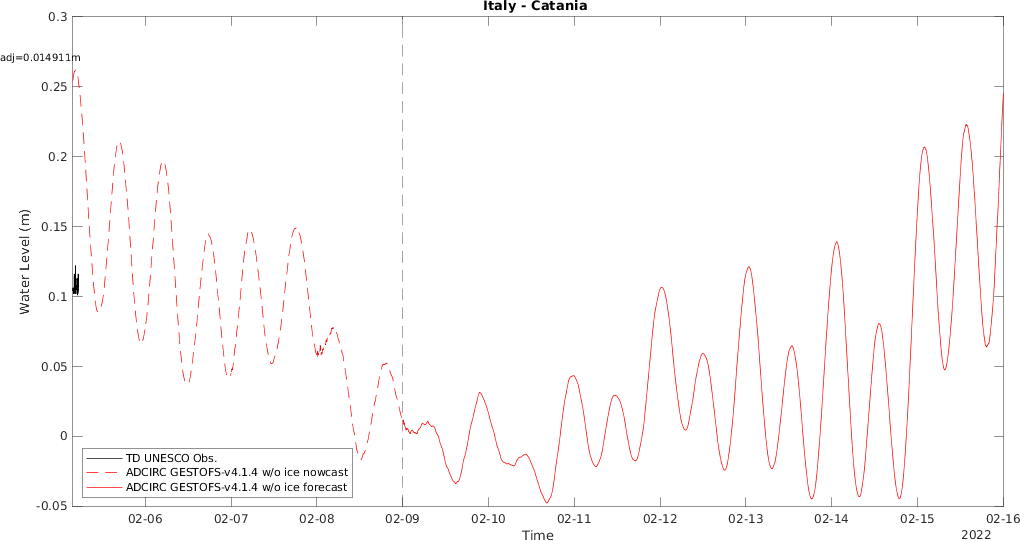 Italy - Catania
adj=0.014911m
0.3
0.25
0.2
0.15
0.1
0.05
0
-0.05
Water Level (m)
TD UNESCO Obs.
ADCIRC GESTOFS-v4.1.4 w/o ice nowcast
ADCIRC GESTOFS-v4.1.4 w/o ice forecast
02-06 02-07 02-08 02-09 02-10 02-11 02-12 02-13 02-14 02-15 02-16
Time
2022